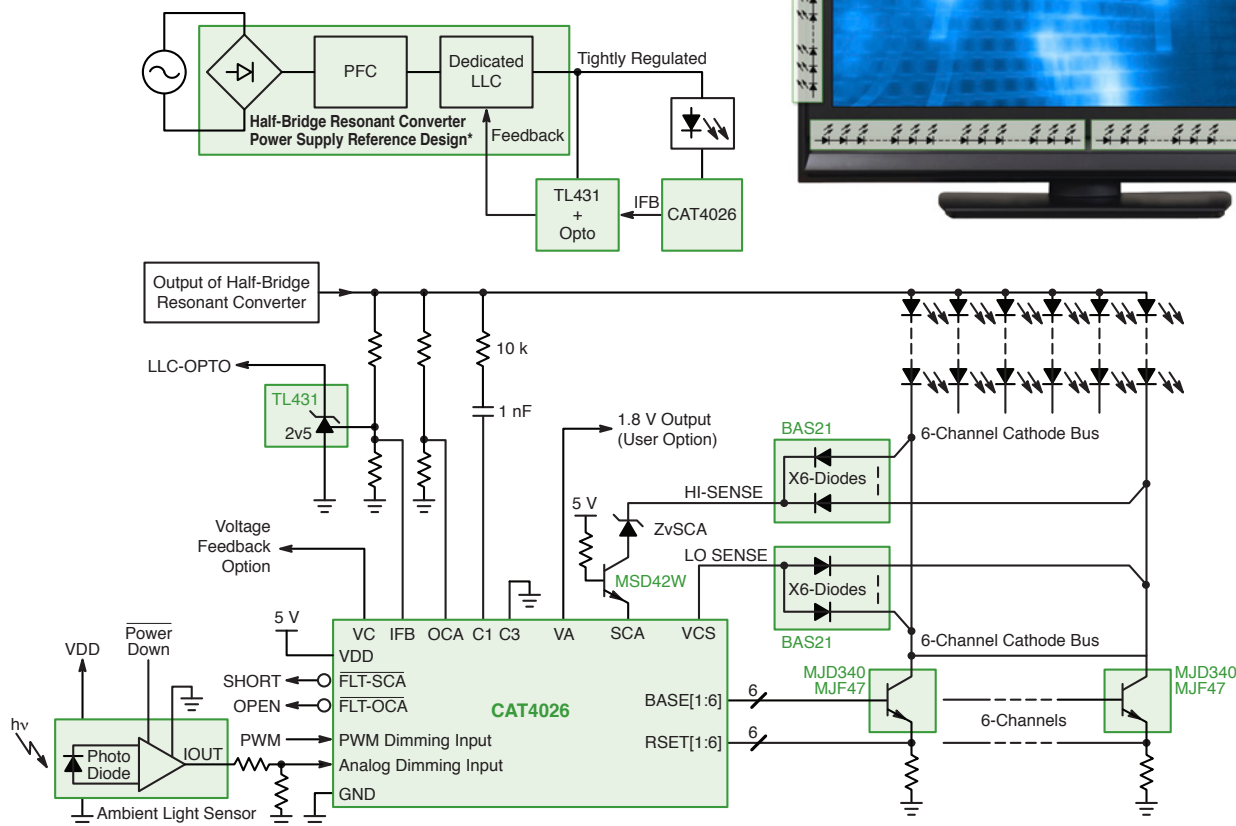 PFC
Dedicated
LLC
Tightly Regulated
Half-Bridge Resonant Converter
Power Supply Reference Design*
Feedback
TL431
+
Opto
IFB
CAT4026
Output of Half-Bridge
Resonant Converter
10 k
LLC-OPTO
TL431
2v5
1 nF
1.8 V Output
(User Option)
BAS21
X6-Diodes
6-Channel Cathode Bus
HI-SENSE
5 V
ZvSCA
Voltage
Feedback
Option
LO SENSE
MSD42W
X6-Diodes
BAS21
5 V
VC IFB OCA C1 C3 VA SCA VCS
6-Channel Cathode Bus
VDD
Power
Down
VDD
SHORT
FLT-SCA
OPEN
FLT-OCA
CAT4026
BASE[1:6]
6
MJD340
MJF47
MJD340
MJF47
6-Channels
hν
Photo
Diode
IOUT
PWM
PWM Dimming Input
RSET[1:6]
6
Analog Dimming Input
GND
Ambient Light Sensor